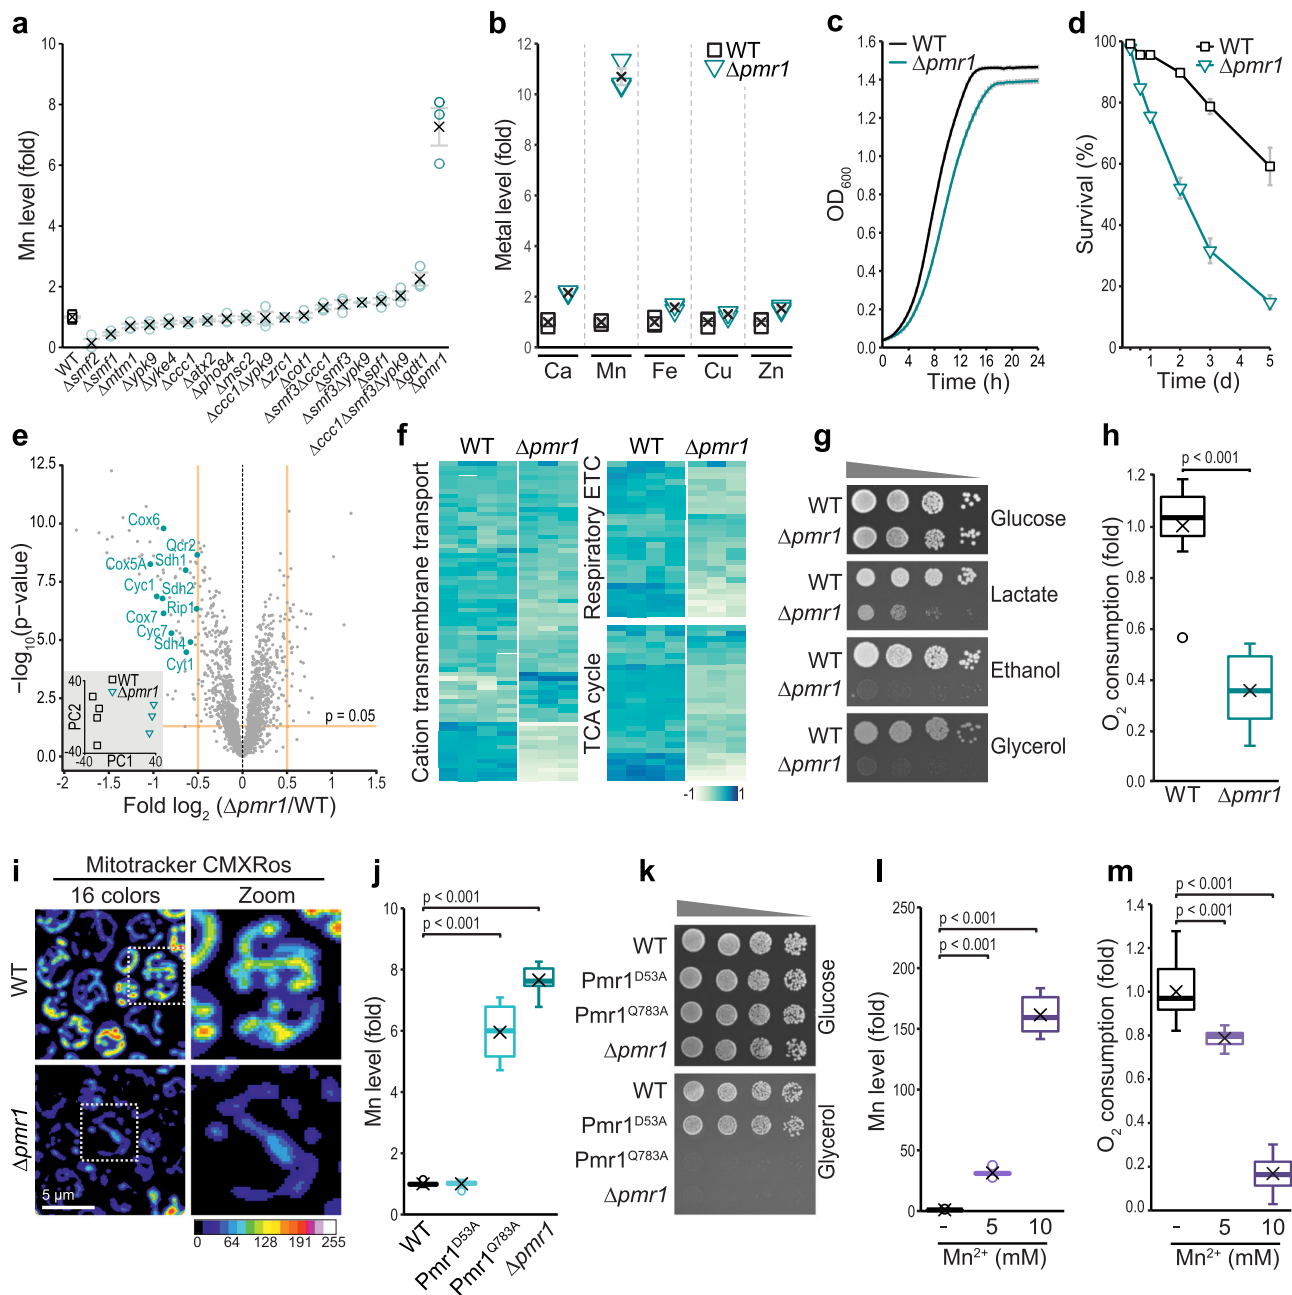 a
Mn level (fold)
10
8
6
4
2
0
WT
Δsmf2
Δsmf1
Δmtm1
Δypk9
Δyke4
Δccc1
Δatx2
Δpho84
Δmsc2
Δccc1Δypk9
Δzrc1
Δcot1
Δsmf3Δccc1
Δsmf3
Δsmf3Δypk9
Δspf1
Δccc1Δsmf3Δypk9
Δgdt1
Δpmr1
b
Metal level (fold)
12
10
8
6
4
2
0
WT
Δpmr1
Ca
Mn
Fe
Cu
Zn
c
OD600
1.6
1.4
1.2
1.0
0.8
0.6
0.4
0.2
0.0
WT
Δpmr1
0 4 8 12 16 20 24
Time (h)
d
Survival (%)
100
80
60
40
20
0
WT
Δpmr1
1 2 3 5
Time (d)
e
−log10(p−value)
12.5
10.0
7.5
5.0
2.5
0.0
Cox6
Qcr2
Cox5A
Sdh1
Cyc1
Sdh2
Rip1
Cox7
Cyc7
Sdh4
Cyt1
p = 0.05
40
PC2
-40
WT
Δpmr1
-40 40
PC1
−2 −1 −0.5 0 0.5 1 1.5
Fold log2 (Δpmr1/WT)
f
WT Δpmr1
Cation transmembrane transport
WT Δpmr1
Respiratory ETC
TCA cycle
-1 1
g
WT
Δpmr1
Glucose
WT
Δpmr1
Lactate
WT
Δpmr1
Ethanol
WT
Δpmr1
Glycerol
h
O2 consumption (fold)
1.2
1.0
0.8
0.6
0.4
0.2
0.0
p < 0.001
WT Δpmr1
i
Mitotracker CMXRos
16 colors Zoom
WT
Δpmr1
5 µm
0 64 128 191 255
j
Mn level (fold)
10
8
6
4
2
0
p < 0.001
p < 0.001
WT
Pmr1D53A
Pmr1Q783A
Δpmr1
k
WT
Pmr1D53A
Pmr1Q783A
Δpmr1
Glucose
WT
Pmr1D53A
Pmr1Q783A
Δpmr1
Glycerol
l
Mn level (fold)
250
200
150
100
50
0
p < 0.001
p < 0.001
- 5 10
Mn2+ (mM)
m
O2 consumption (fold)
1.4
1.2
1.0
0.8
0.6
0.4
0.2
0.0
p < 0.001
p < 0.001
- 5 10
Mn2+ (mM)